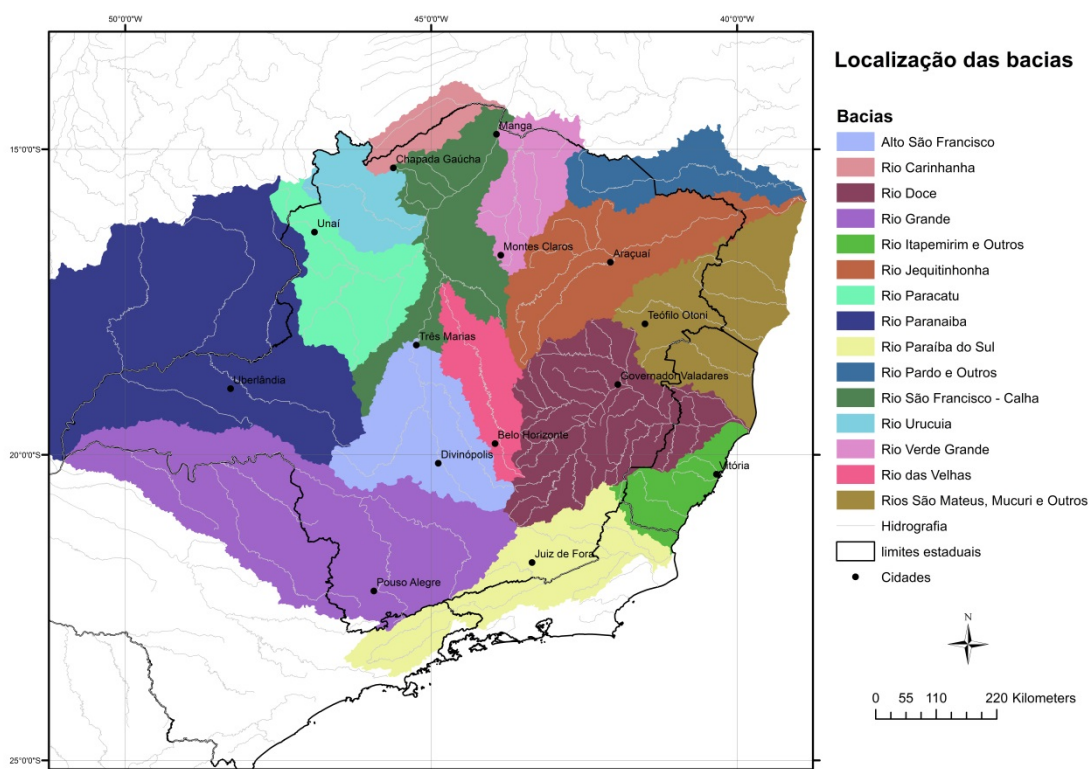 50°0'0"W
45°0'0"W
40°0'0"W
15°0'0"S
20°0'0"S
25°0'0"S
Manga
Chapada Gaúcha
Unaí
Montes Claros
Araçuaí
Teófilo Otoni
Três Marias
Uberlândia
Governador Valadares
Belo Horizonte
Divinópolis
Vitória
Juiz de Fora
Pouso Alegre
Localização das bacias
Bacias
Alto São Francisco
Rio Carinhanha
Rio Doce
Rio Grande
Rio Itapemirim e Outros
Rio Jequitinhonha
Rio Paracatu
Rio Paranaiba
Rio Paraíba do Sul
Rio Pardo e Outros
Rio São Francisco - Calha
Rio Urucuia
Rio Verde Grande
Rio das Velhas
Rios São Mateus, Mucuri e Outros
Hidrografia
limites estaduais
Cidades
0 55 110 220 Kilometers